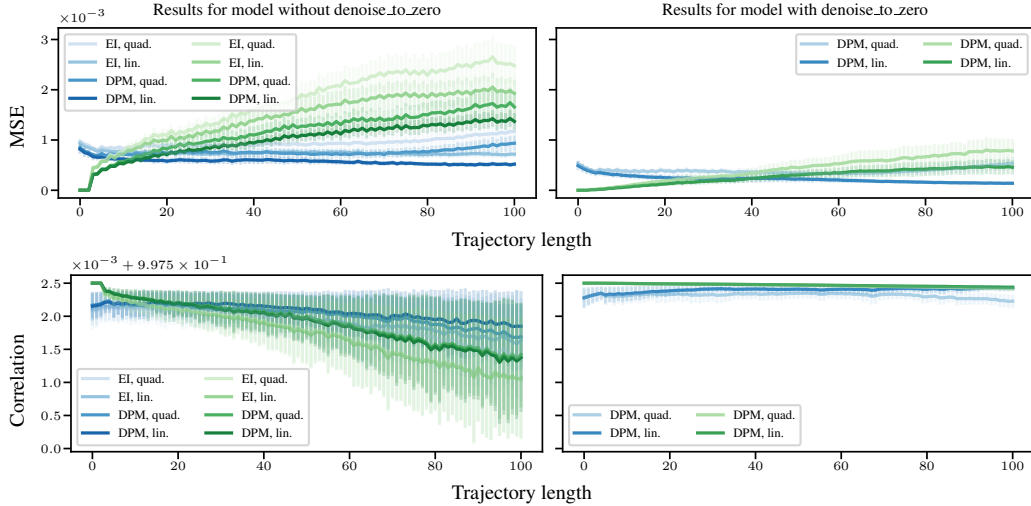 Results for model without denoise_to_zero
Results for model with denoise_to_zero
×10⁻³
MSE
3
2
1
0
EI, quad.
EI, lin.
DPM, quad.
DPM, lin.
EI, quad.
EI, lin.
DPM, quad.
DPM, lin.
DPM, quad.
DPM, lin.
DPM, quad.
DPM, lin.
0 20 40 60 80 100
0 20 40 60 80 100
Trajectory length
×10⁻³ + 9.975 × 10⁻¹
Correlation
2.5
2.0
1.5
1.0
0.5
0.0
EI, quad.
EI, lin.
DPM, quad.
DPM, lin.
EI, quad.
EI, lin.
DPM, quad.
DPM, lin.
DPM, quad.
DPM, lin.
DPM, quad.
DPM, lin.
0 20 40 60 80 100
0 20 40 60 80 100
Trajectory length